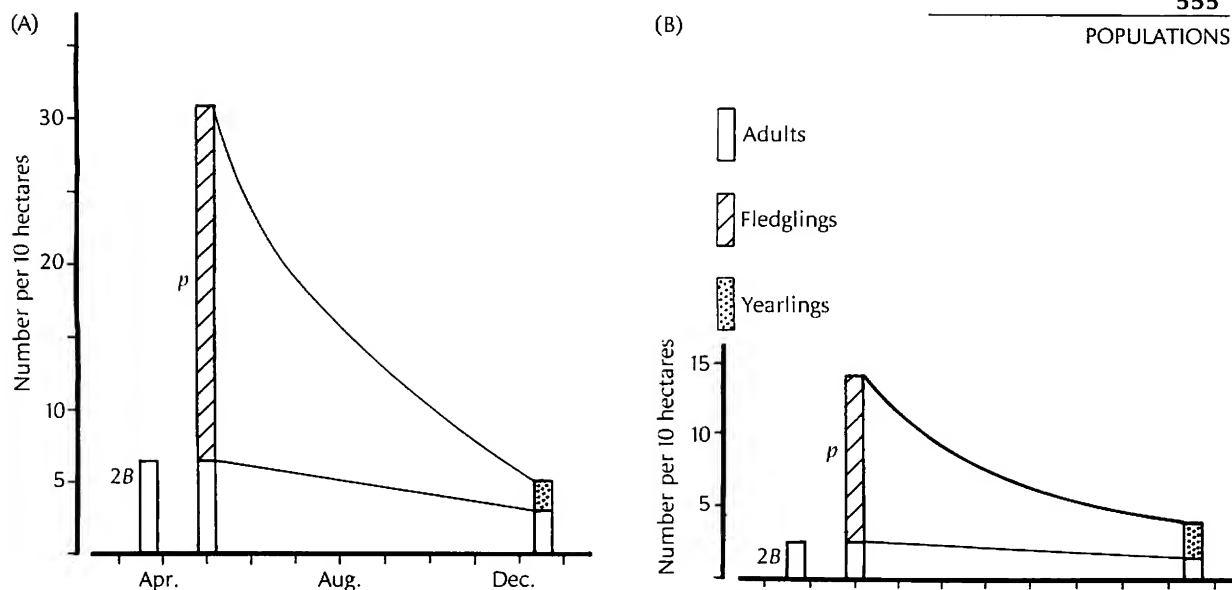 555
POPULATIONS
(A)
Number per 10 hectares
30
20
10
5
p
2B
Apr.
Aug.
Dec.
(B)
Adults
Fledglings
Yearlings
Number per 10 hectares
15
10
5
p
2B